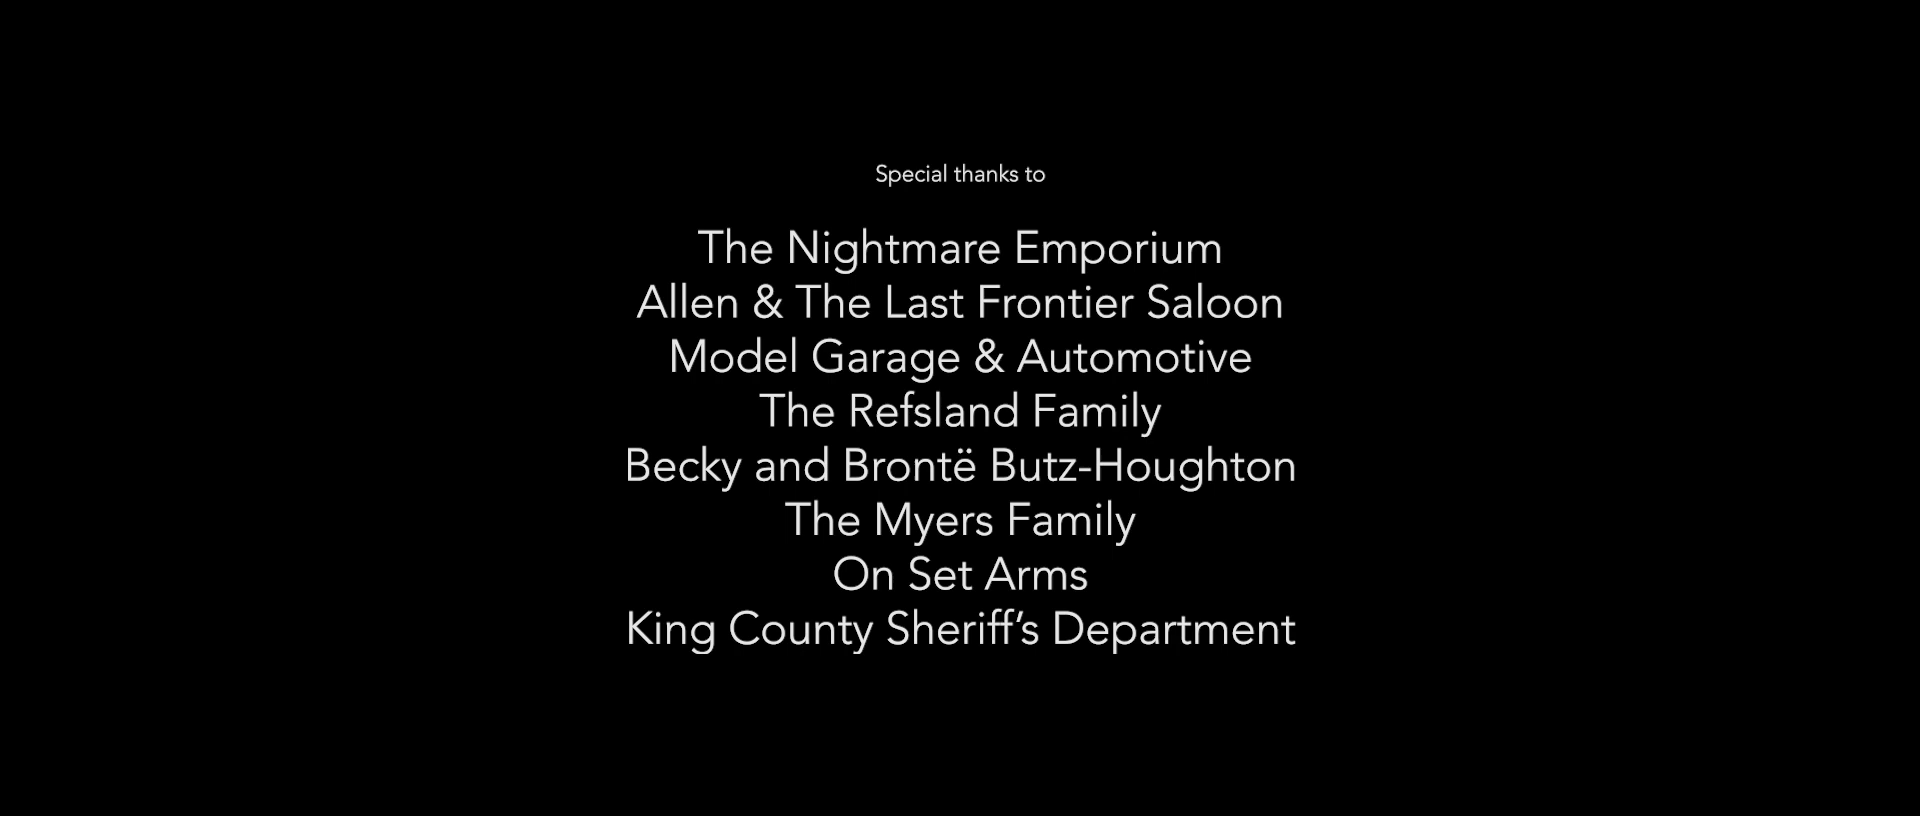 Special thanks to
The Nightmare Emporium
Allen & The Last Frontier Saloon
Model Garage & Automotive
The Refsland Family
Becky and Brontë Butz-Houghton
The Myers Family
On Set Arms
King County Sheriff’s Department